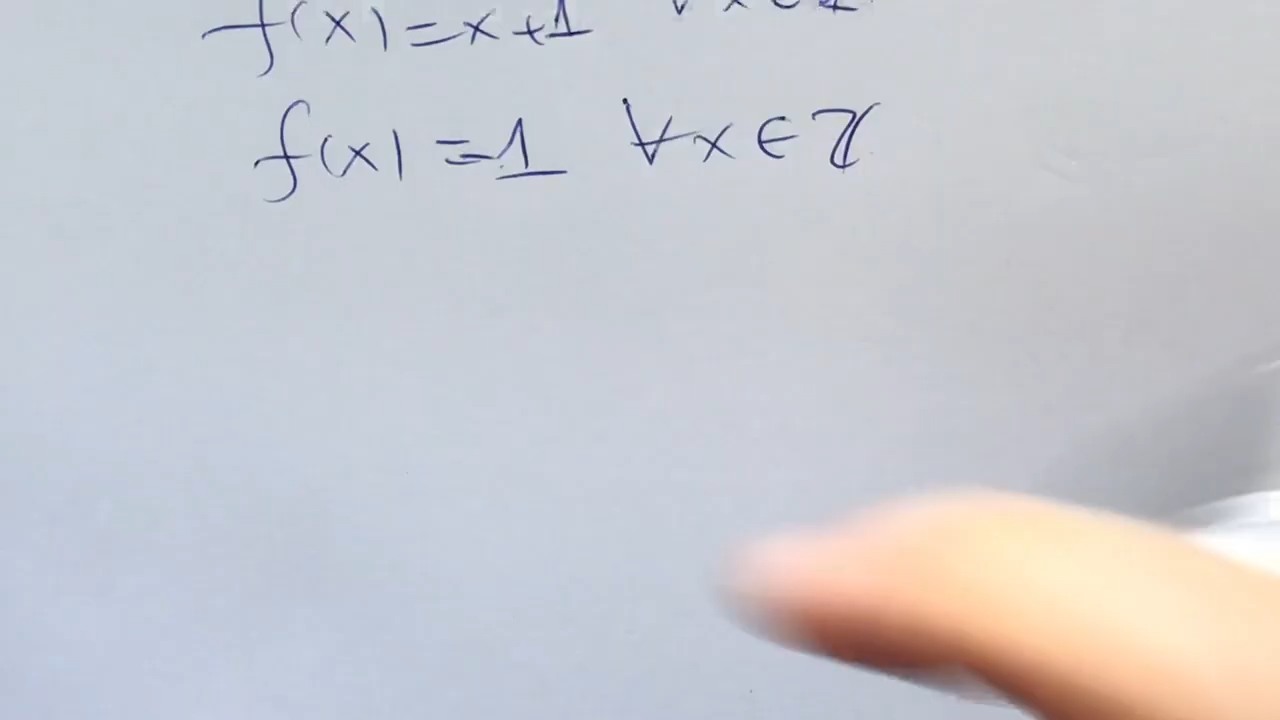 f(x)=x+1 ∀x∈ℤ
f(x)=1 ∀x∈ℤ